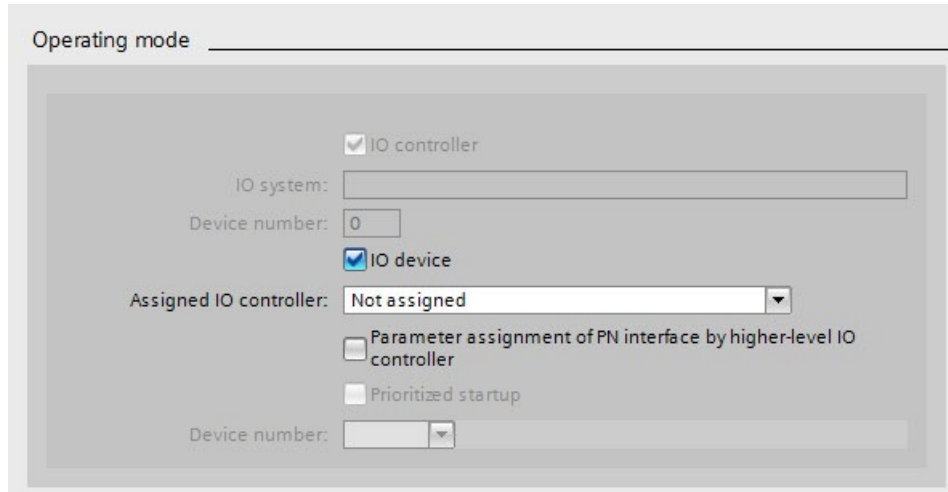 Operating mode
IO controller
IO system:
Device number: 0
IO device
Assigned IO controller: Not assigned
Parameter assignment of PN interface by higher-level IO
controller
Prioritized startup
Device number: